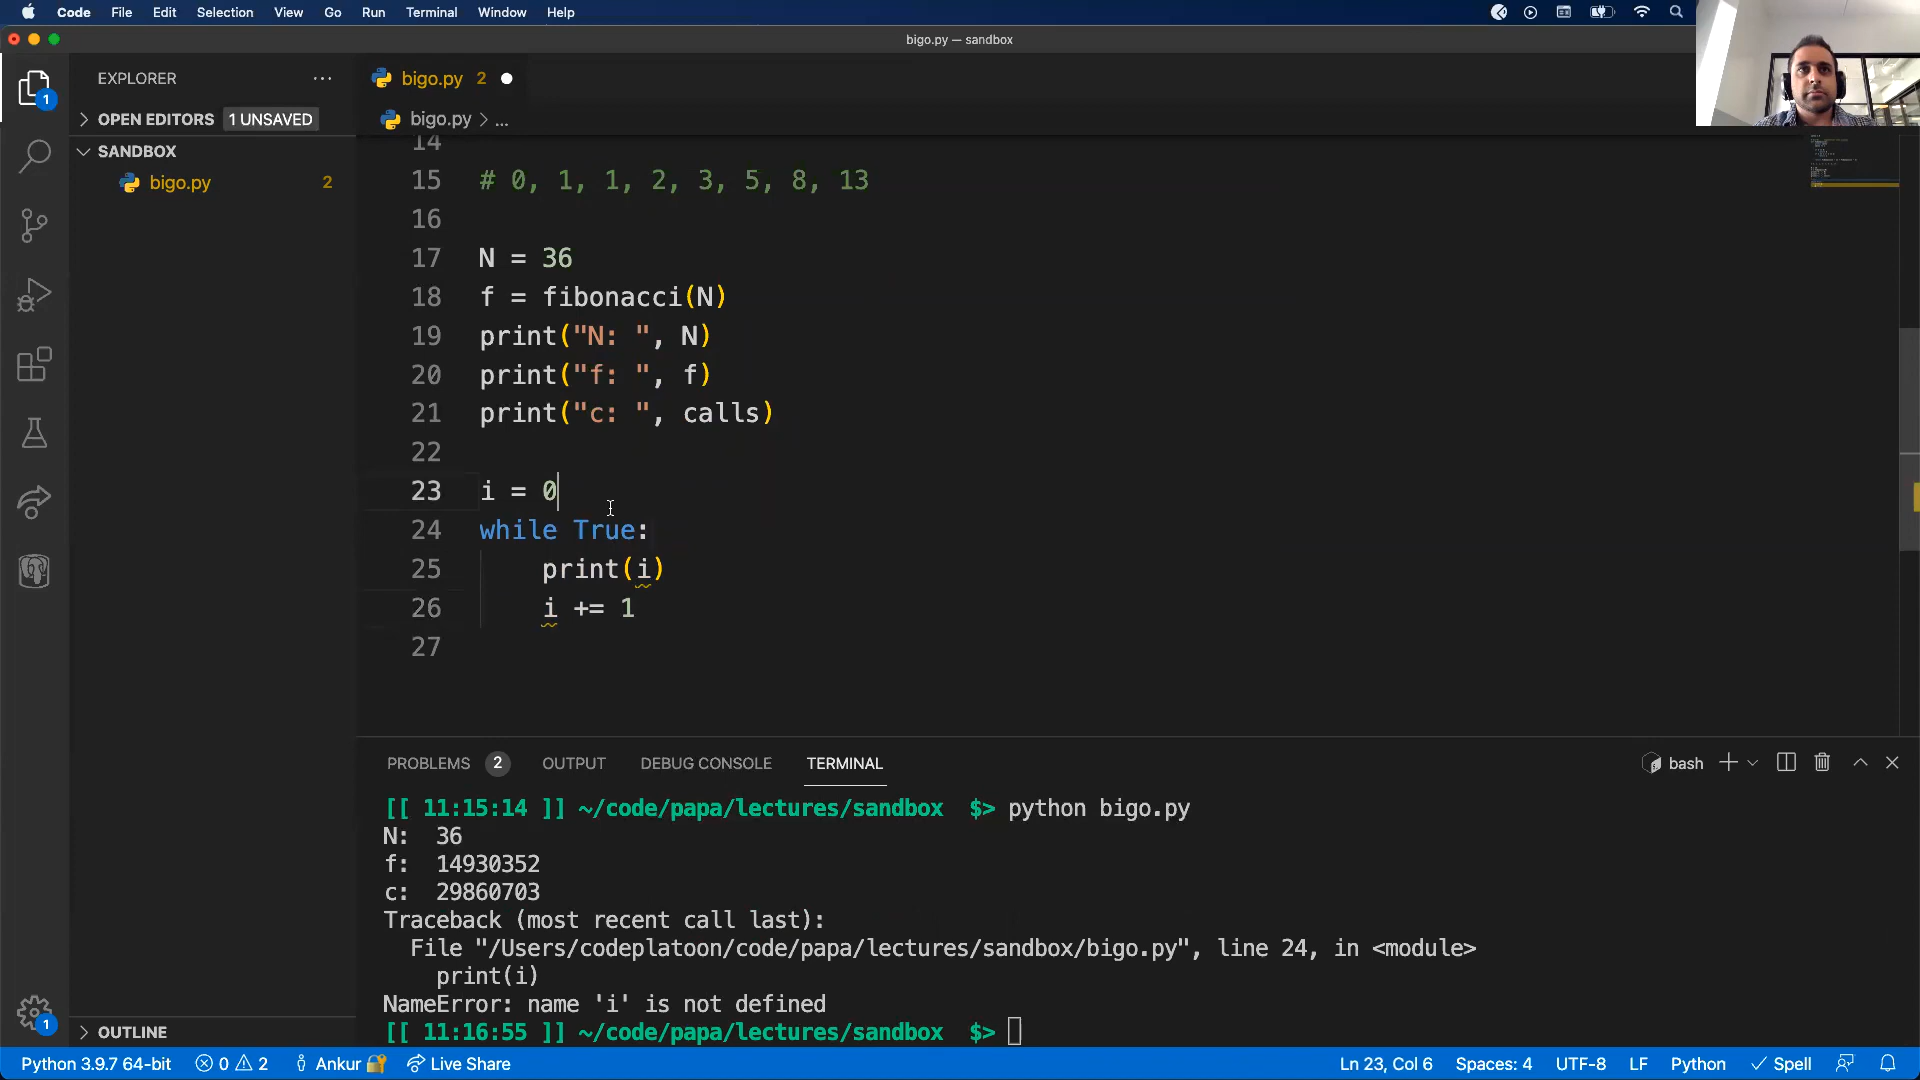 Code File Edit Selection View Go Run Terminal Window Help
bigo.py — sandbox
EXPLORER ...
bigo.py 2
1
OPEN EDITORS 1 UNSAVED
bigo.py > ...
SANDBOX
bigo.py 2
14
15 # 0, 1, 1, 2, 3, 5, 8, 13
16
17 N = 36
18 f = fibonacci(N)
19 print("N: ", N)
20 print("f: ", f)
21 print("c: ", calls)
22
23 i = 0
24 while True:
25 print(i)
26 i += 1
27
PROBLEMS 2 OUTPUT DEBUG CONSOLE TERMINAL
bash
[[ 11:15:14 ]] ~/code/papa/lectures/sandbox $> python bigo.py
N: 36
f: 14930352
c: 29860703
Traceback (most recent call last):
File "/Users/codeplatoon/code/papa/lectures/sandbox/bigo.py", line 24, in <module>
print(i)
NameError: name 'i' is not defined
[[ 11:16:55 ]] ~/code/papa/lectures/sandbox $>
1
OUTLINE
Python 3.9.7 64-bit 0 2 Ankur Live Share Ln 23, Col 6 Spaces: 4 UTF-8 LF Python Spell